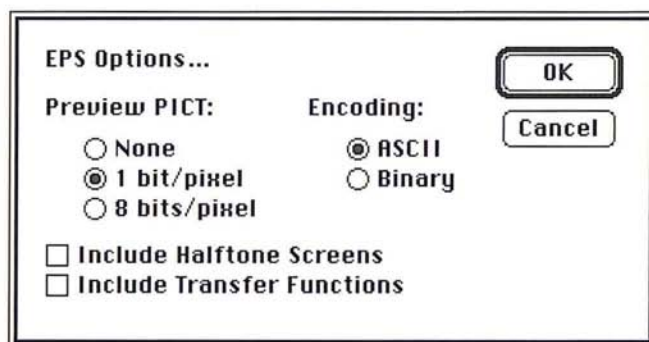 EPS Options...
OK
Cancel
Preview PICT:
None
1 bit/pixel
8 bits/pixel
Encoding:
ASCII
Binary
Include Halftone Screens
Include Transfer Functions